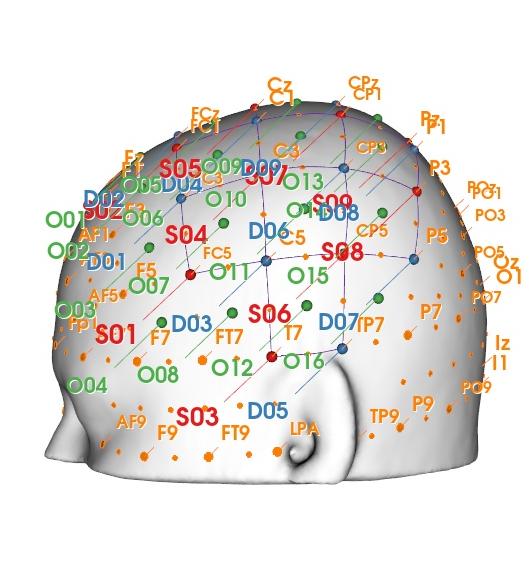 Cz
CPz
C1
CP1
FCz
FC1
Pz
P1
C3
CP3
Fz
S05
O09
D09
S07
O13
P3
O05
D04
C3
D02
O10
S09
D08
POz
PO1
PO3
S02
O06
O01
AF1
S04
D06
C5
CP5
P5
O02
D01
FC5
S08
PO5
Oz
O1
F5
O11
O15
AF5
O07
PO7
O03
Fp1
S01
F7
D03
FT7
S06
T7
D07
TP7
P7
Iz
I1
O04
O08
O12
O16
PO9
AF9
S03
D05
TP9
P9
F9
FT9
LPA